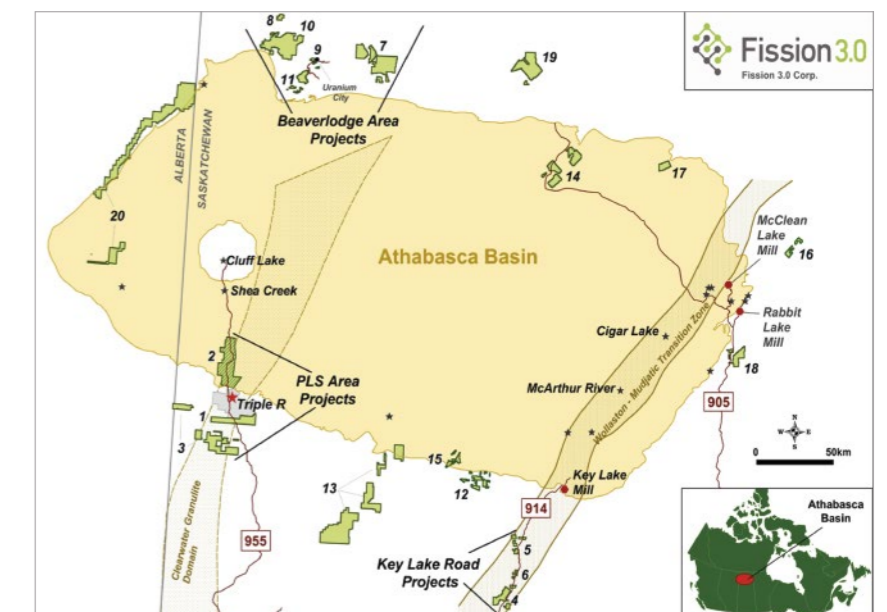 8
10
9
7
11
Uranium
City
19
Fission 3.0
Fission 3.0 Corp.
Beaverlodge Area
Projects
ALBERTA
SASKATCHEWAN
14
17
20
McClean
Lake
Mill
16
Athabasca Basin
Cluff Lake
Shea Creek
Rabbit
Lake
Mill
Cigar Lake
Wollaston - Mudjatic Transition Zone
2
18
PLS Area
Projects
McArthur River
Triple R
905
1
3
N
W E
S
0 50km
15
13
12
Key Lake
Mill
914
Athabasca
Basin
Clearwater Granulite
Domain
955
5
Key Lake Road
Projects
6
4